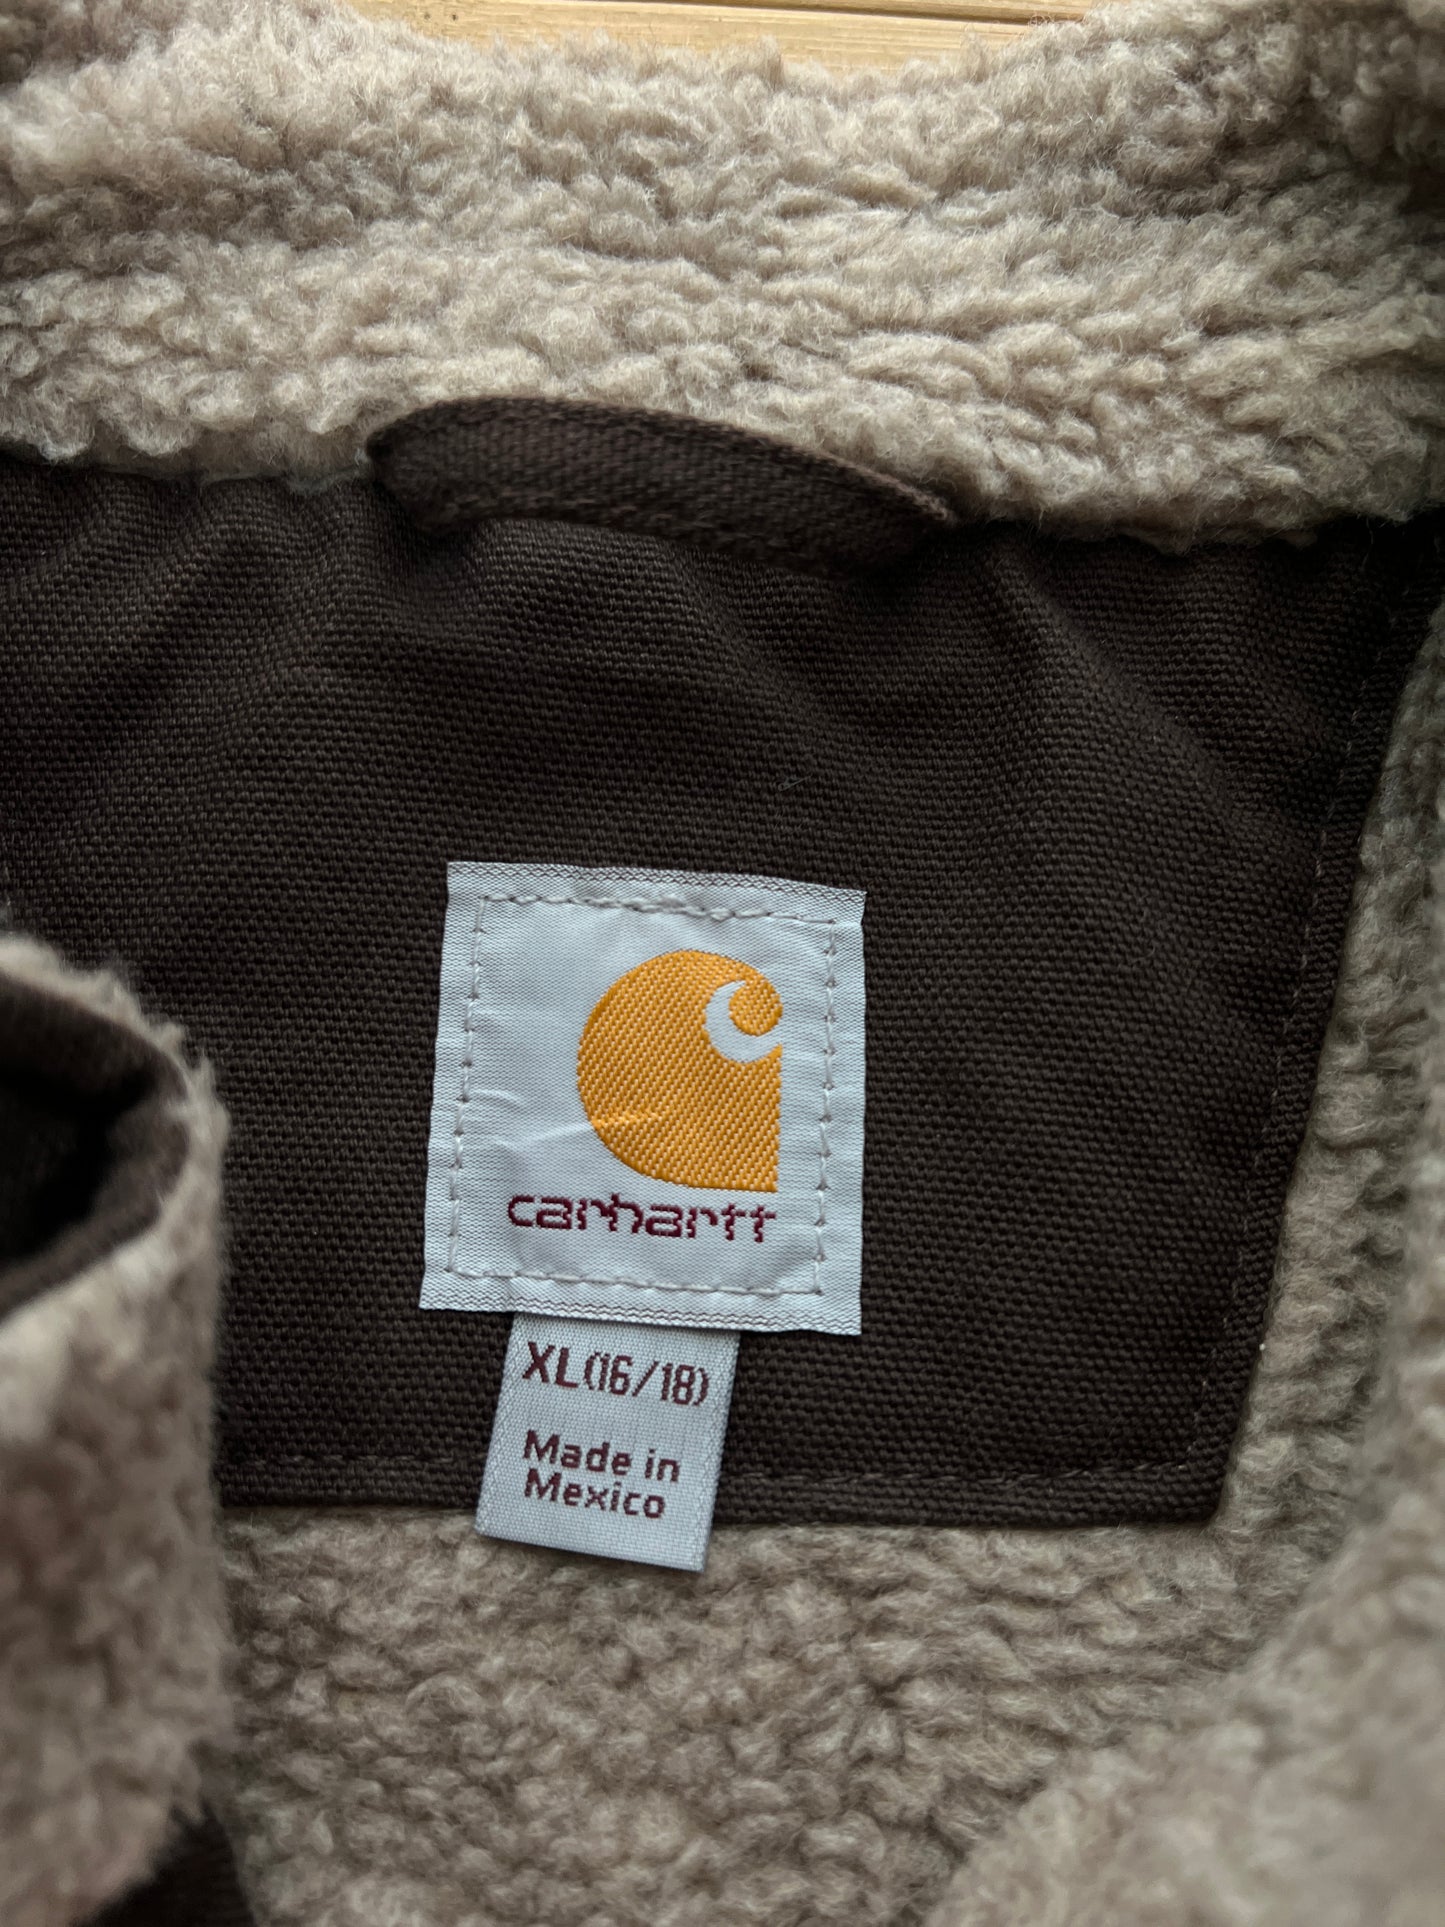 carhartt
XL(16/18)
Made in
Mexico